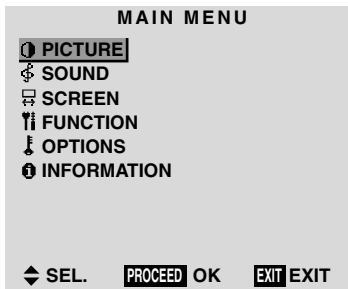 MAIN MENU
PICTURE
SOUND
SCREEN
FUNCTION
OPTIONS
INFORMATION
SEL. PROCEED OK EXIT EXIT